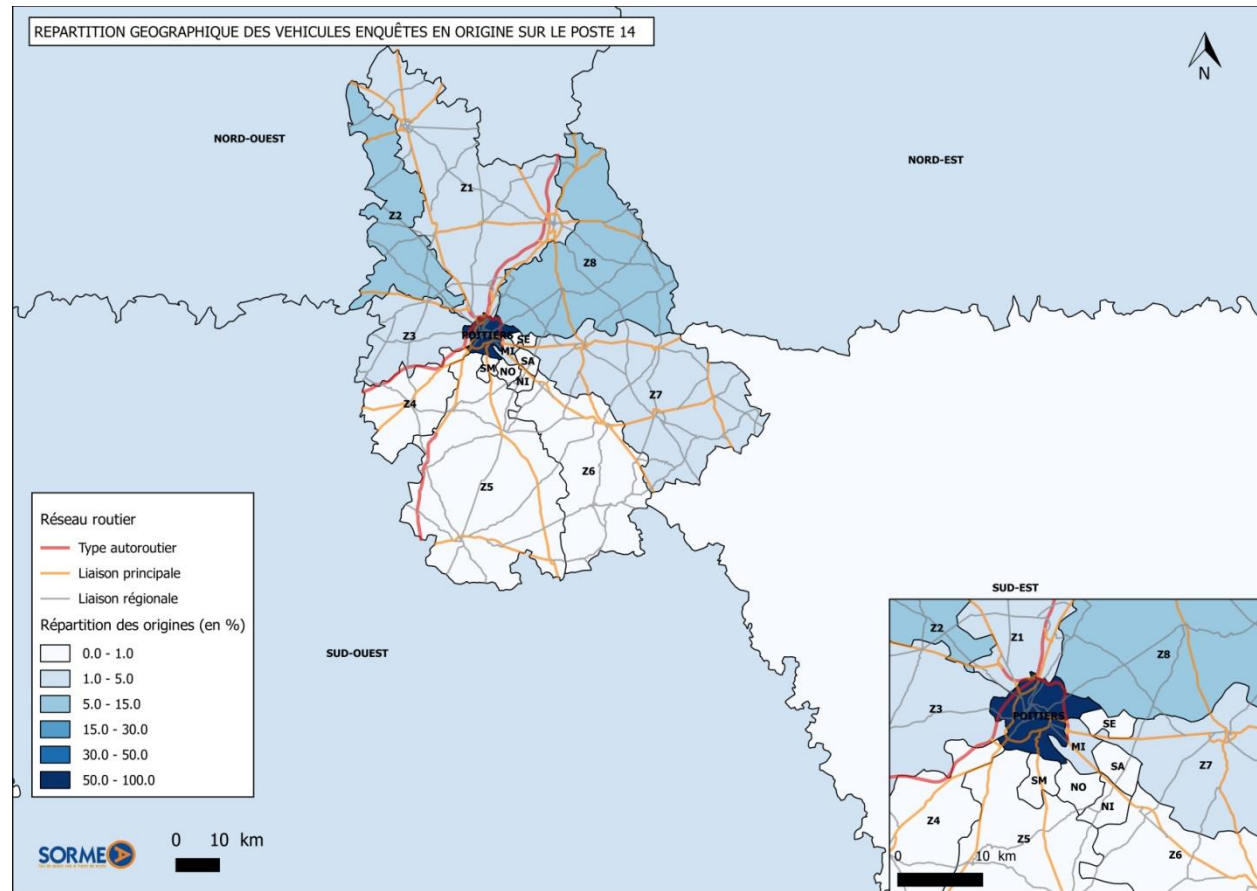 REPARTITION GEOGRAPHIQUE DES VEHICULES ENQUÊTES EN ORIGINE SUR LE POSTE 14
N
NORD-OUEST
NORD-EST
Z1
Z2
Z8
Z3
POITIERS
SE
MI
SA
SM
NO
NI
Z4
Z7
Z5
Z6
SUD-OUEST
SUD-EST
Réseau routier
Type autoroutier
Liaison principale
Liaison régionale
Répartition des origines (en %)
0.0 - 1.0
1.0 - 5.0
5.0 - 15.0
15.0 - 30.0
30.0 - 50.0
50.0 - 100.0
SORMEA
0 10 km
Z2
Z1
Z8
Z3
POITIERS
SE
MI
SA
Z7
SM
NO
NI
Z4
Z5
Z6
0 10 km